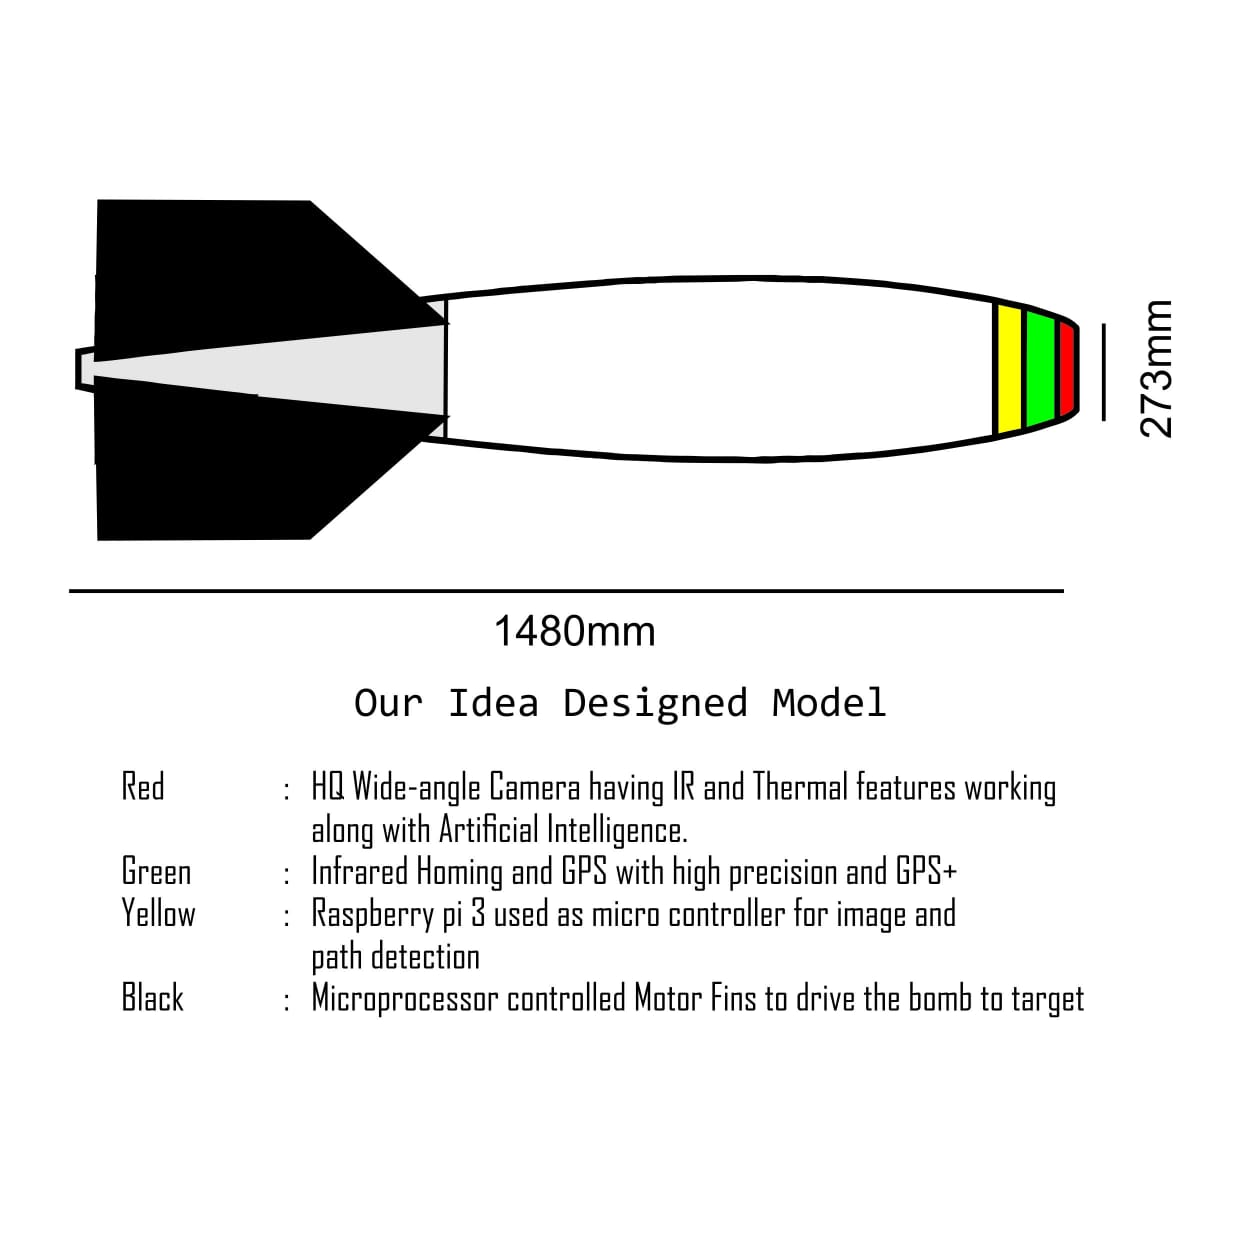 273mm
1480mm
Our Idea Designed Model
Red : HQ Wide-angle Camera having IR and Thermal features working
along with Artificial Intelligence.
Green : Infrared Homing and GPS with high precision and GPS+
Yellow : Raspberry pi 3 used as micro controller for image and
path detection
Black : Microprocessor controlled Motor Fins to drive the bomb to target